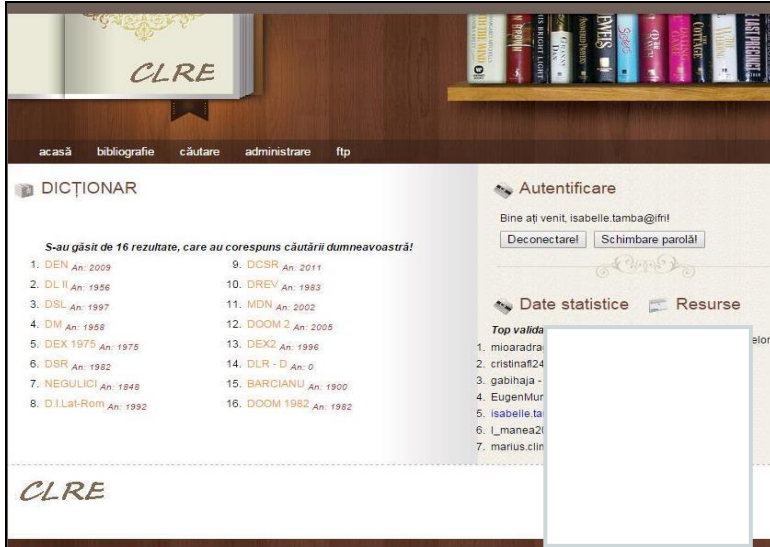 CLRE
acasă bibliografie căutare administrare ftp
DICȚIONAR
S-au găsit de 16 rezultate, care au corespuns căutării dumneavoastră!
1. DEN An: 2009
2. DL II An: 1956
3. DSL An: 1997
4. DM An: 1958
5. DEX 1975 An: 1975
6. DSR An: 1982
7. NEGULICI An: 1848
8. D.I.Lat-Rom An: 1992
9. DCSR An: 2011
10. DREV An: 1983
11. MDN An: 2002
12. DOOM 2 An: 2005
13. DEX2 An: 1996
14. DLR - D An: 0
15. BARCIANU An: 1900
16. DOOM 1982 An: 1982
Autentificare
Bine ați venit, isabelle.tamba@ifri!
Deconectare! Schimbare parolă!
Date statistice Resurse
Top valida
1. mioaradra
2. cristinafl24
3. gabihaja -
4. EugenMur
5. isabelle.ta
6. l_manea2
7. marius.clin
CLRE